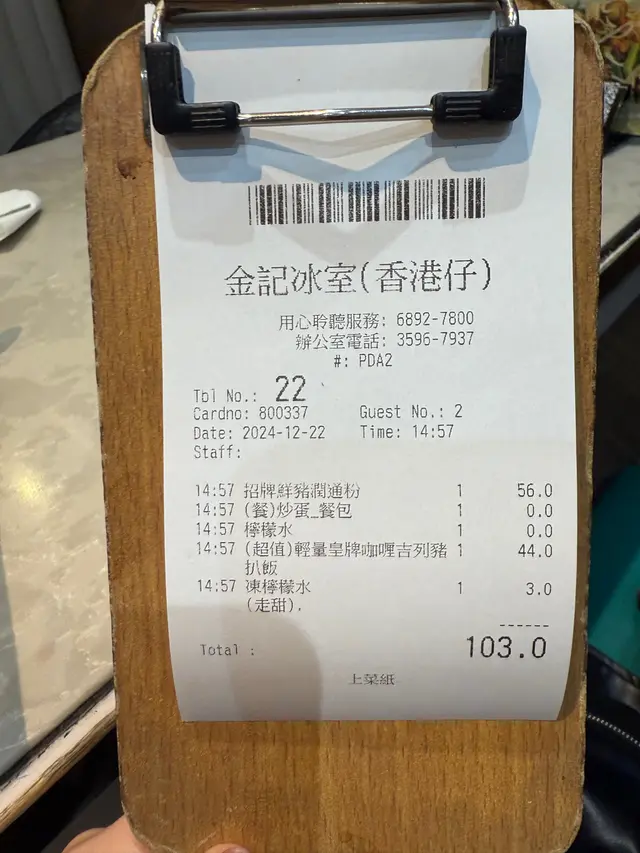 金記冰室(香港仔)
用心聆聽服務: 6892-7800
辦公室電話: 3596-7937
#: PDA2
Tbl No.: 22
Cardno: 800337 Guest No.: 2
Date: 2024-12-22 Time: 14:57
Staff:
14:57 招牌鮮豬潤通粉 1 56.0
14:57 (餐)炒蛋_餐包 1 0.0
14:57 檸檬水 1 0.0
14:57 (超值)輕量皇牌咖喱吉列豬 1 44.0
扒飯
14:57 凍檸檬水 1 3.0
(走甜).
------
Total : 103.0
上菜紙